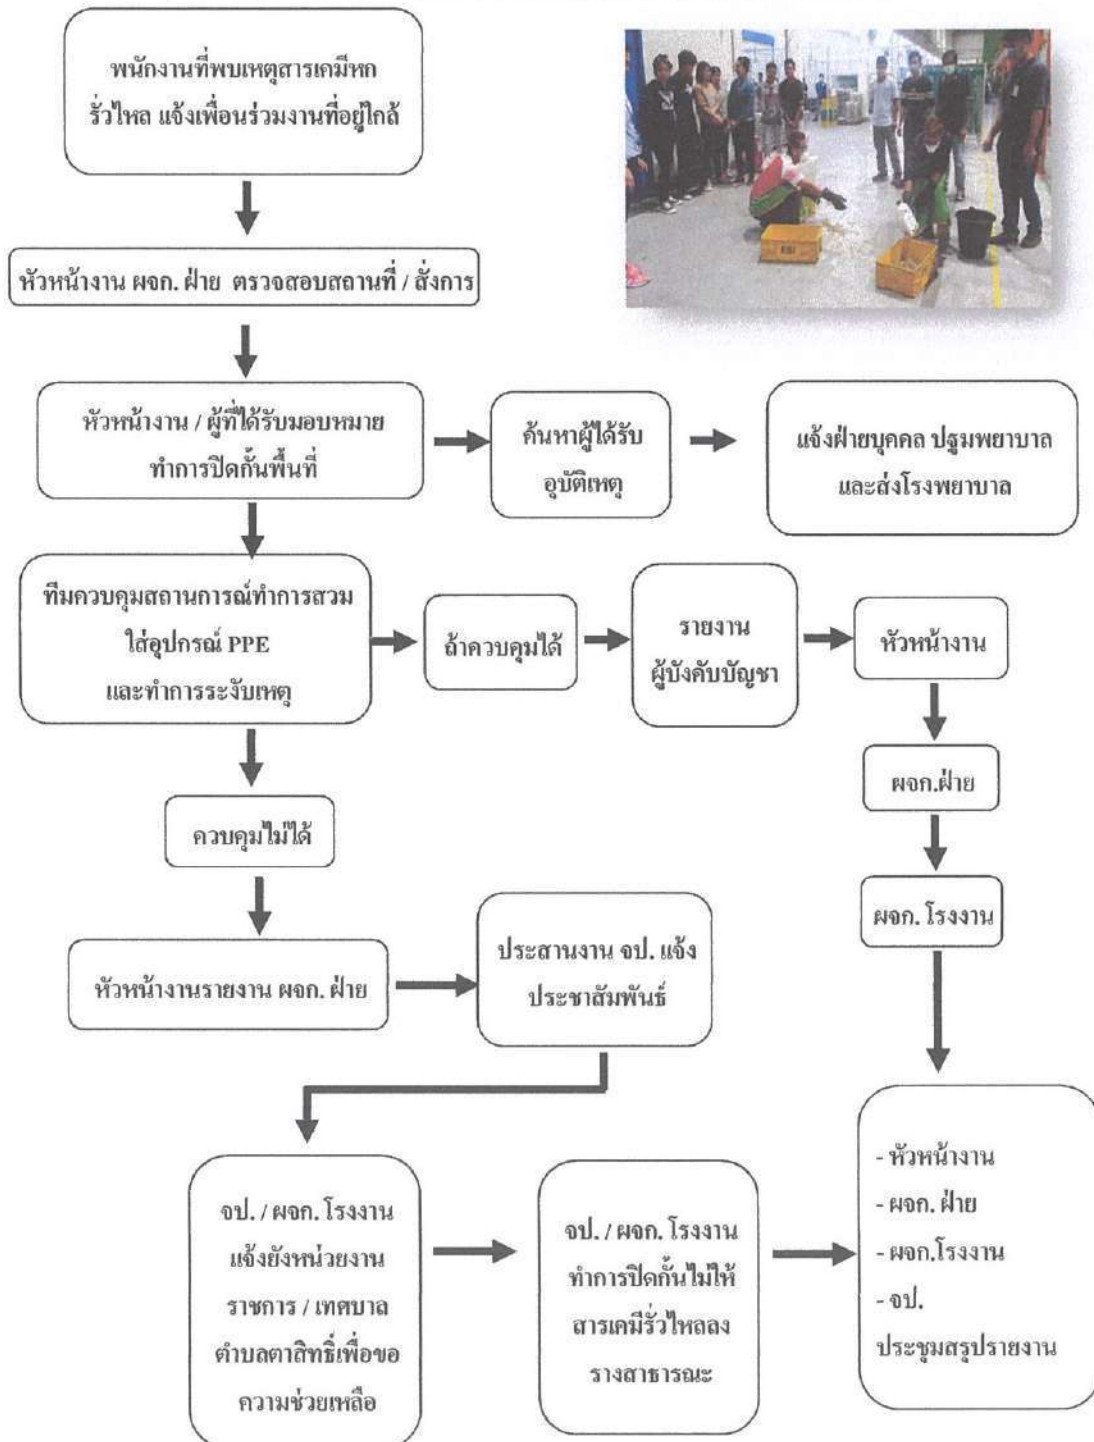 พนักงานที่พบเหตุสารเคมีหก
รั่วไหล แจ้งเพื่อนร่วมงานที่อยู่ใกล้
หัวหน้างาน ผจก. ฝ่าย ตรวจสอบสถานที่ / สั่งการ
หัวหน้างาน / ผู้ที่ได้รับมอบหมาย
ทำการปิดกั้นพื้นที่
ค้นหาผู้ได้รับ
อุบัติเหตุ
แจ้งฝ่ายบุคคล ปฐมพยาบาล
และส่งโรงพยาบาล
ทีมควบคุมสถานการณ์ทำการสวม
ใส่อุปกรณ์ PPE
และทำการระงับเหตุ
ถ้าควบคุมได้
รายงาน
ผู้บังคับบัญชา
หัวหน้างาน
ผจก.ฝ่าย
ผจก. โรงงาน
ควบคุมไม่ได้
หัวหน้างานรายงาน ผจก. ฝ่าย
ประสานงาน จป. แจ้ง
ประชาสัมพันธ์
จป. / ผจก. โรงงาน
แจ้งยังหน่วยงาน
ราชการ / เทศบาล
ตำบลตาสิทธิ์เพื่อขอ
ความช่วยเหลือ
จป. / ผจก. โรงงาน
ทำการปิดกั้นไม่ให้
สารเคมีรั่วไหลลง
รางสาธารณะ
- หัวหน้างาน
- ผจก. ฝ่าย
- ผจก.โรงงาน
- จป.
ประชุมสรุปรายงาน